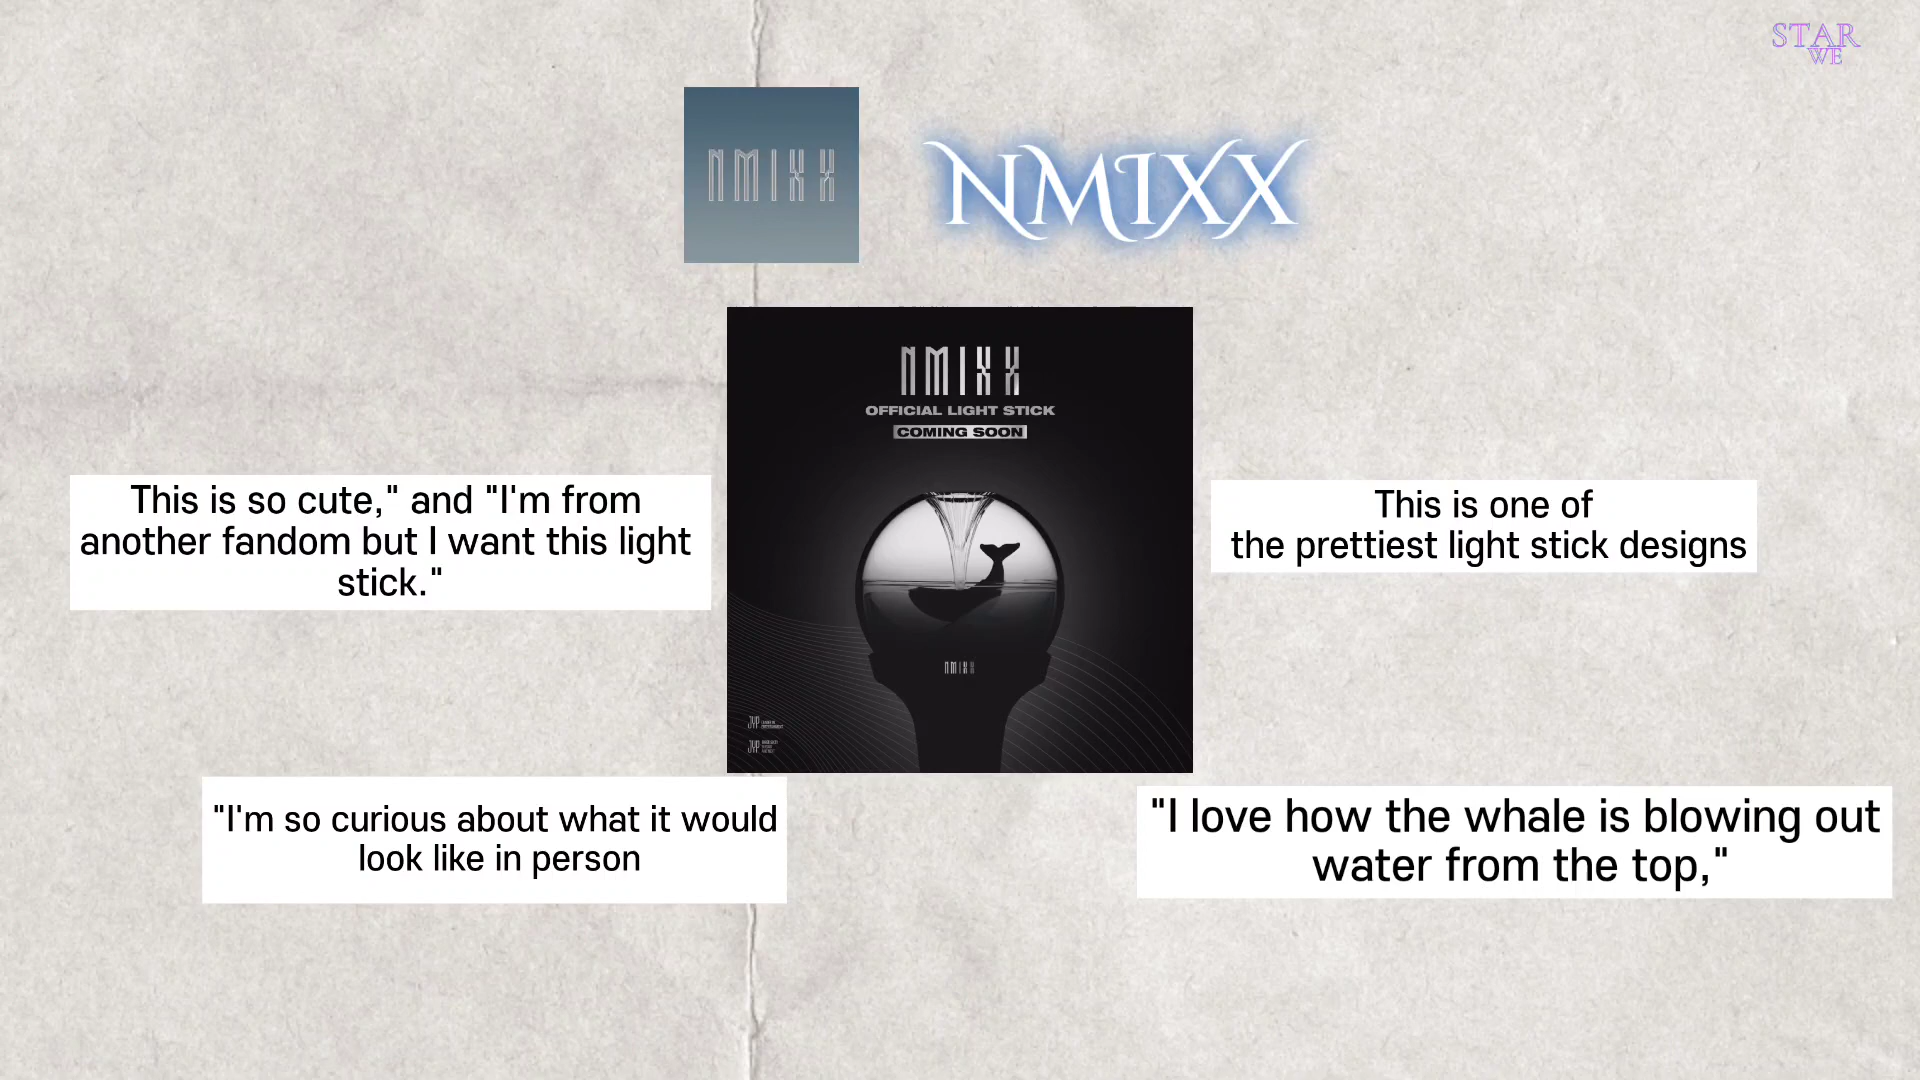 STAR
WE
NMIXX
NMIXX
NMIXX
OFFICIAL LIGHT STICK
COMING SOON
This is so cute," and "I'm from
another fandom but I want this light
stick."
This is one of
the prettiest light stick designs
NMIXX
JYP
JYP
"I'm so curious about what it would
look like in person
"I love how the whale is blowing out
water from the top,"